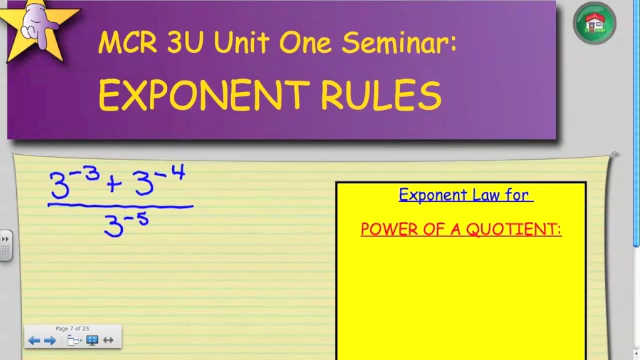 MCR 3U Unit One Seminar:
EXPONENT RULES
3⁻³ + 3⁻⁴
3⁻⁵
Exponent Law for
POWER OF A QUOTIENT:
Page 7 of 25